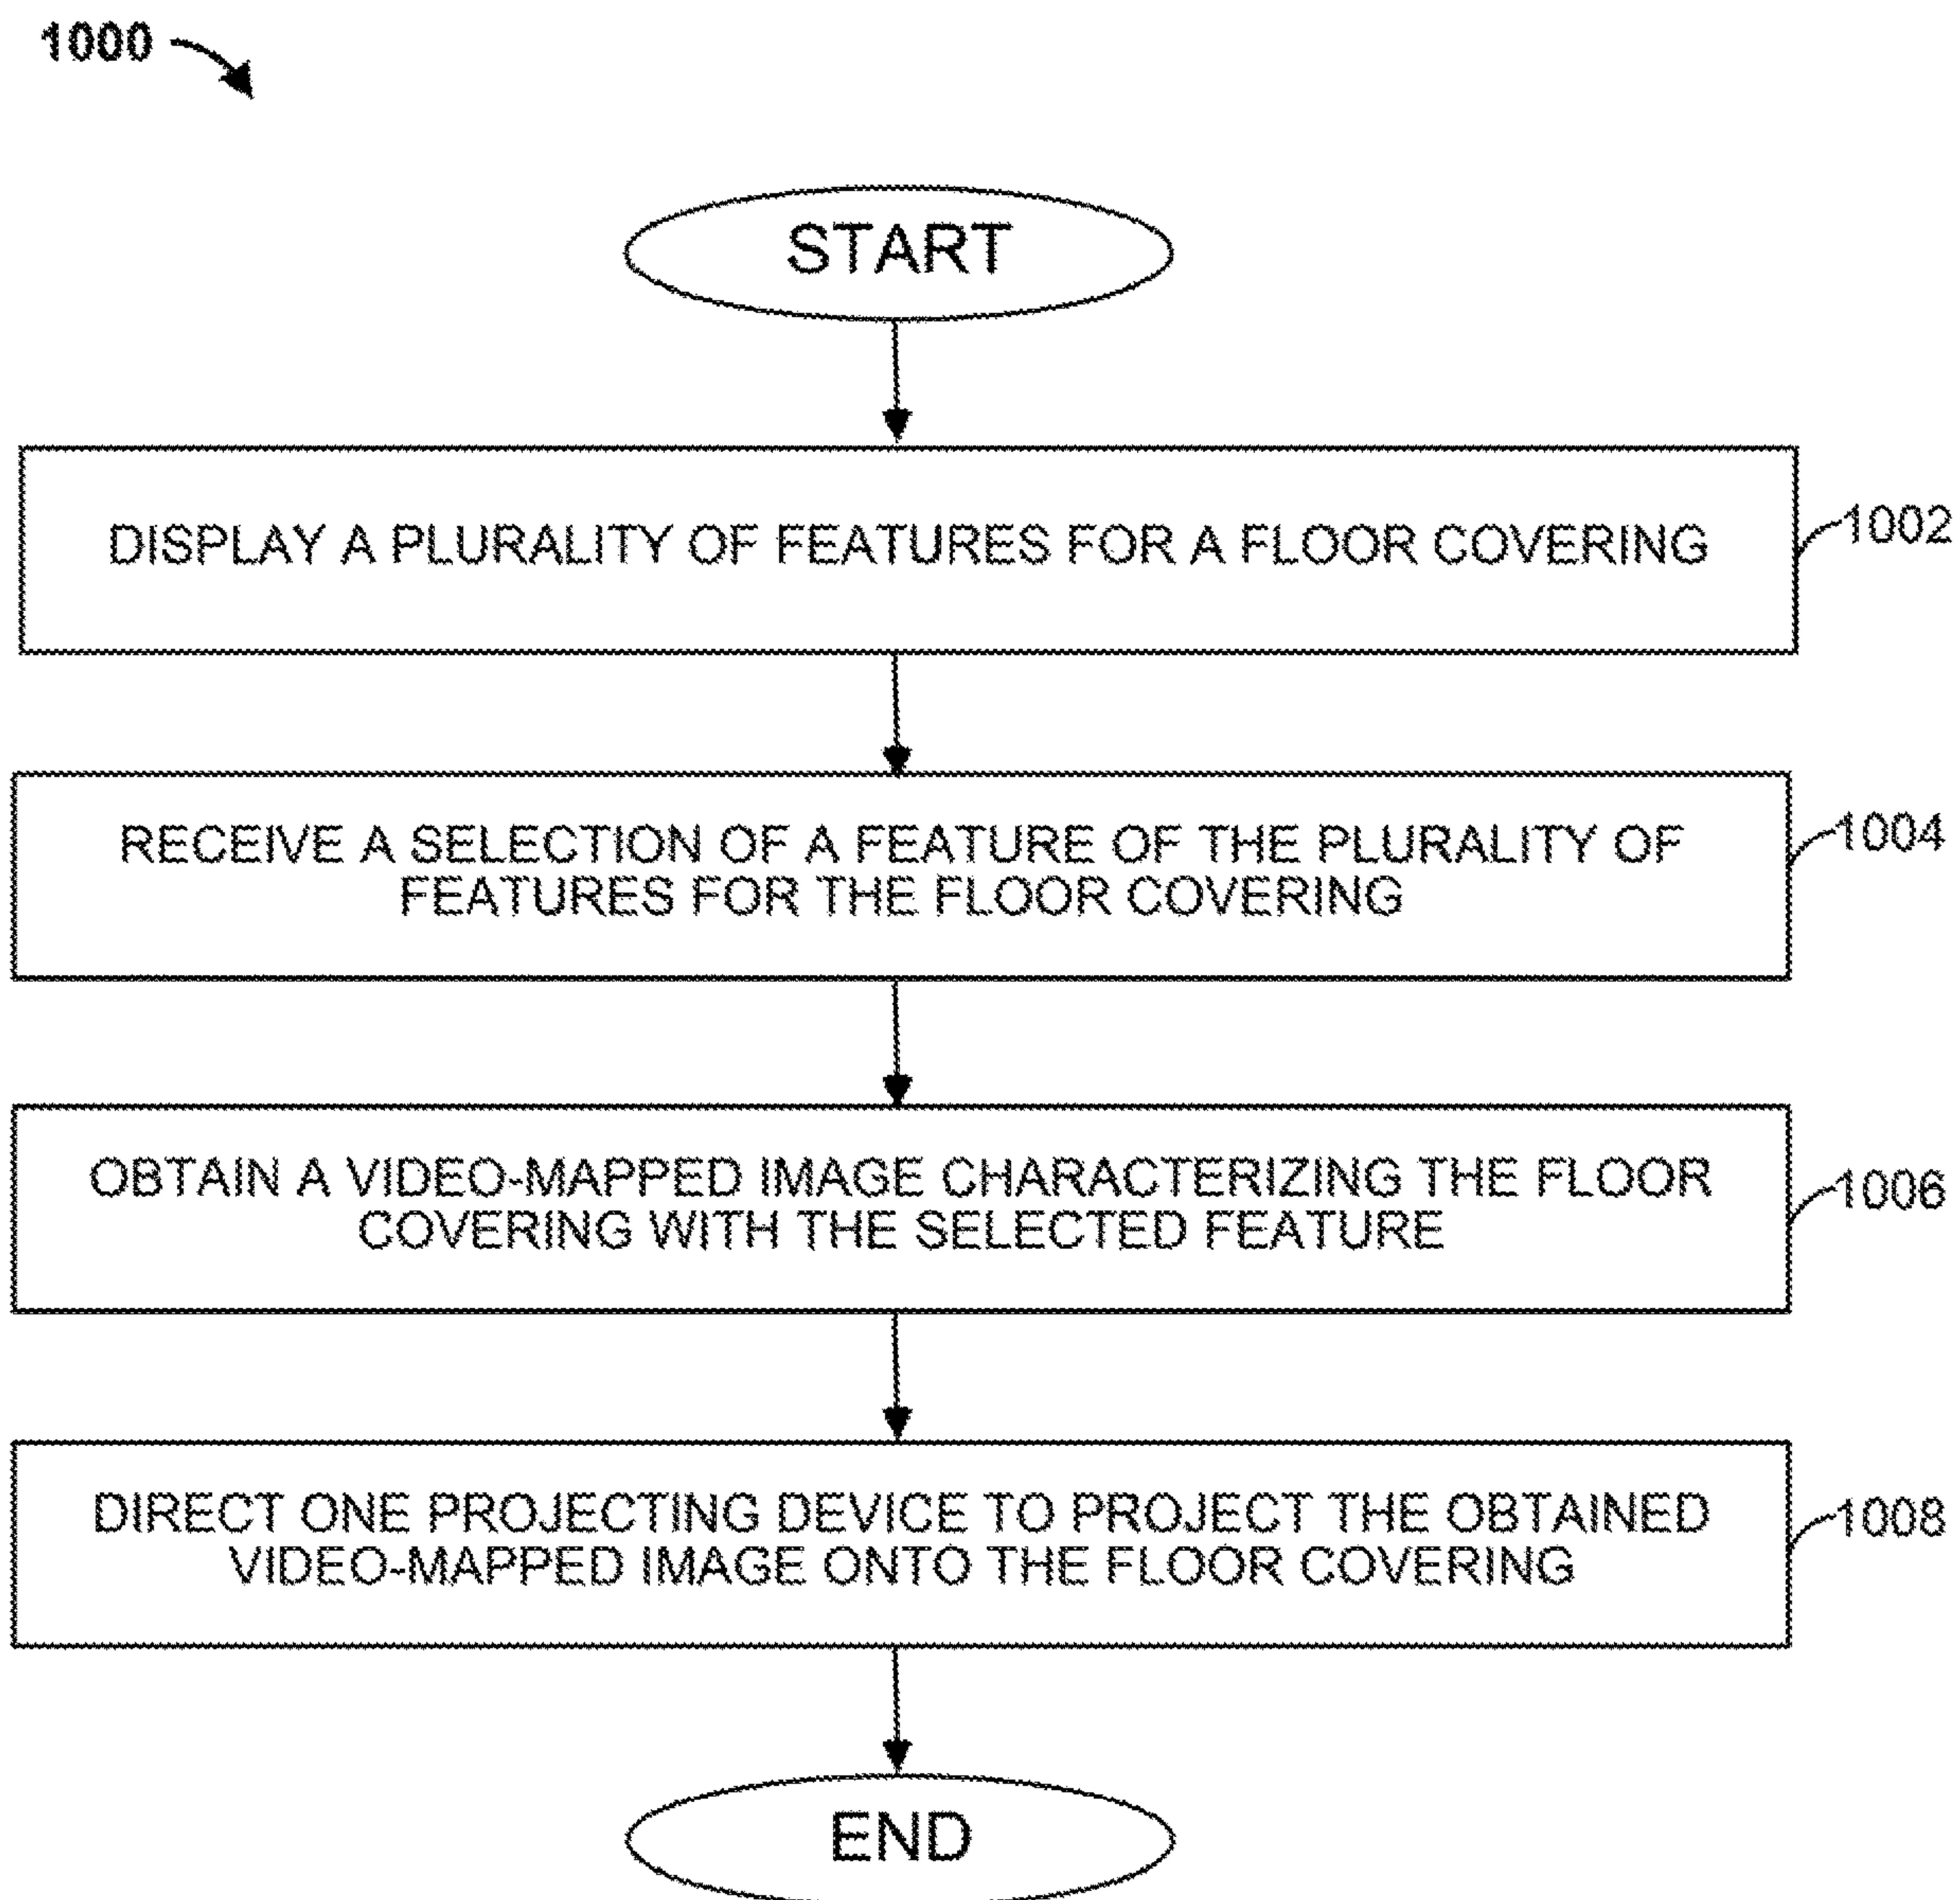 1000
START
DISPLAY A PLURALITY OF FEATURES FOR A FLOOR COVERING
1002
RECEIVE A SELECTION OF A FEATURE OF THE PLURALITY OF
FEATURES FOR THE FLOOR COVERING
1004
OBTAIN A VIDEO-MAPPED IMAGE CHARACTERIZING THE FLOOR
COVERING WITH THE SELECTED FEATURE
1006
DIRECT ONE PROJECTING DEVICE TO PROJECT THE OBTAINED
VIDEO-MAPPED IMAGE ONTO THE FLOOR COVERING
1008
END